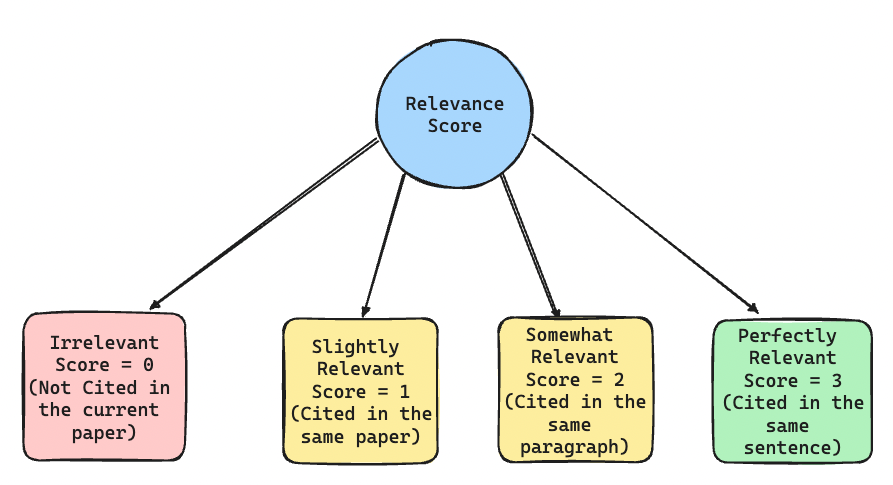 Relevance
Score
Irrelevant
Score = 0
(Not Cited in
the current
paper)
Slightly
Relevant
Score = 1
(Cited in the
same paper)
Somewhat
Relevant
Score = 2
(Cited in the
same
paragraph)
Perfectly
Relevant
Score = 3
(Cited in the
same
sentence)